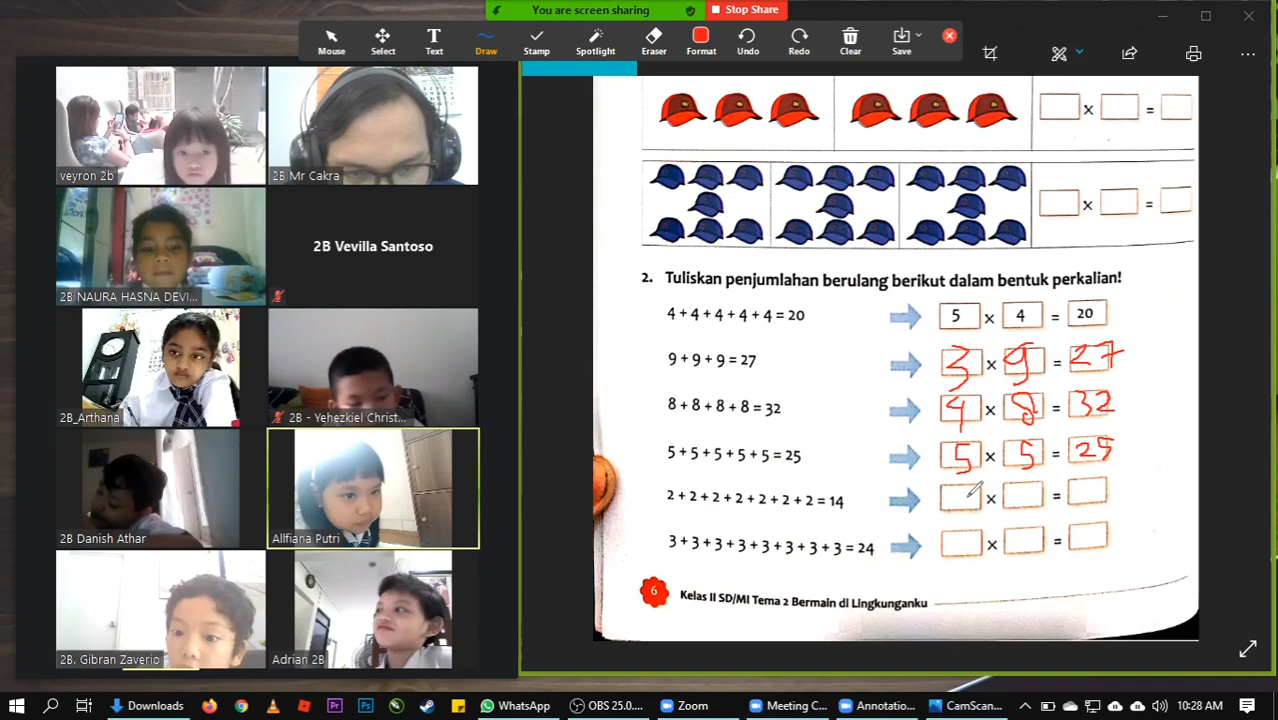 You are screen sharing
Stop Share
Mouse
Select
Text
Draw
Stamp
Spotlight
Eraser
Format
Undo
Redo
Clear
Save
veyron 2b
2B Mr Cakra
2B NAURA HASNA DEVI...
2B Vevilla Santoso
2B Vevilla Santoso
2B_Arthana
2B - Yehezkiel Christ...
2B Danish Athar
Allfiana Putri
2B. Gibran Zaverio
Adrian 2B
x =
x =
2. Tuliskan penjumlahan berulang berikut dalam bentuk perkalian!
4 + 4 + 4 + 4 + 4 = 20 5 x 4 = 20
9 + 9 + 9 = 27 3 x 9 = 27
8 + 8 + 8 + 8 = 32 4 x 8 = 32
5 + 5 + 5 + 5 + 5 = 25 5 x 5 = 25
2 + 2 + 2 + 2 + 2 + 2 + 2 = 14 x =
3 + 3 + 3 + 3 + 3 + 3 + 3 + 3 = 24 x =
6 Kelas II SD/MI Tema 2 Bermain di Lingkunganku
Downloads
Pr
Ps
WhatsApp
OBS 25.0....
Zoom
Meeting C...
Annotatio...
CamScan...
10:28 AM